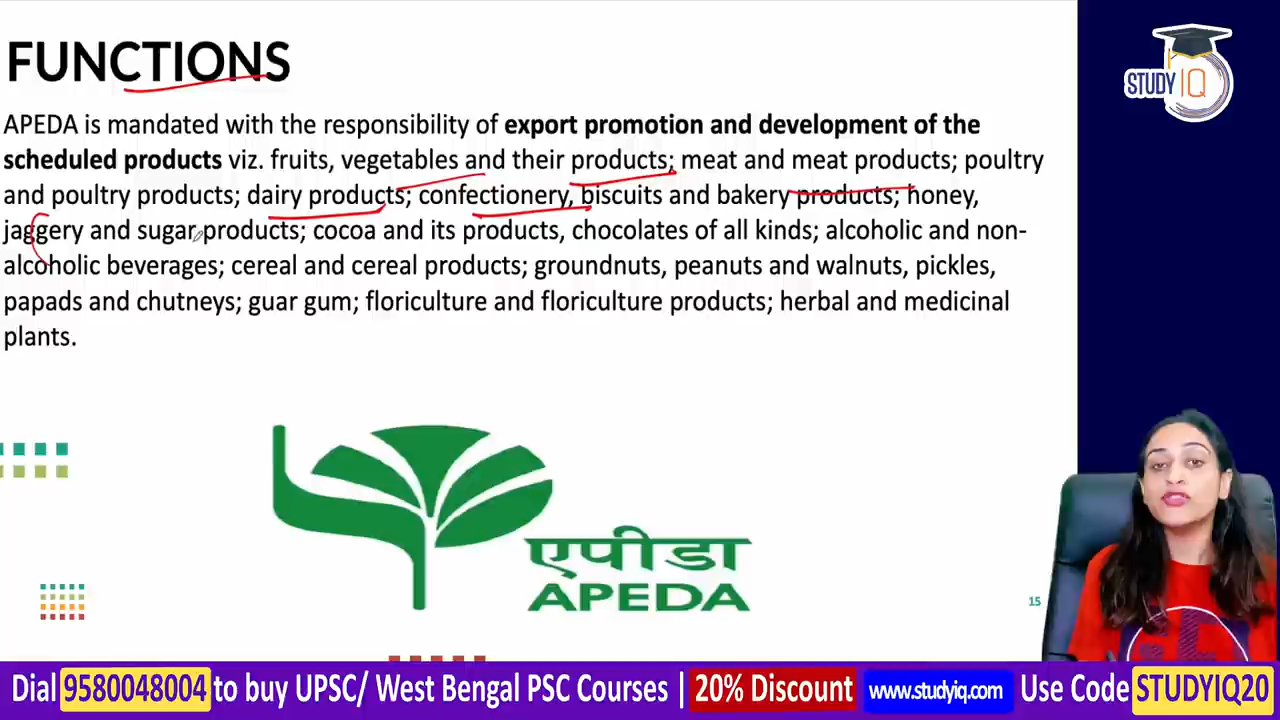 FUNCTIONS
APEDA is mandated with the responsibility of export promotion and development of the
scheduled products viz. fruits, vegetables and their products; meat and meat products; poultry
and poultry products; dairy products; confectionery, biscuits and bakery products; honey,
jaggery and sugar products; cocoa and its products, chocolates of all kinds; alcoholic and non-
alcoholic beverages; cereal and cereal products; groundnuts, peanuts and walnuts, pickles,
papads and chutneys; guar gum; floriculture and floriculture products; herbal and medicinal
plants.
STUDY IQ
एपीडा
APEDA
15
Dial 9580048004 to buy UPSC/ West Bengal PSC Courses | 20% Discount www.studyiq.com Use Code STUDYIQ20